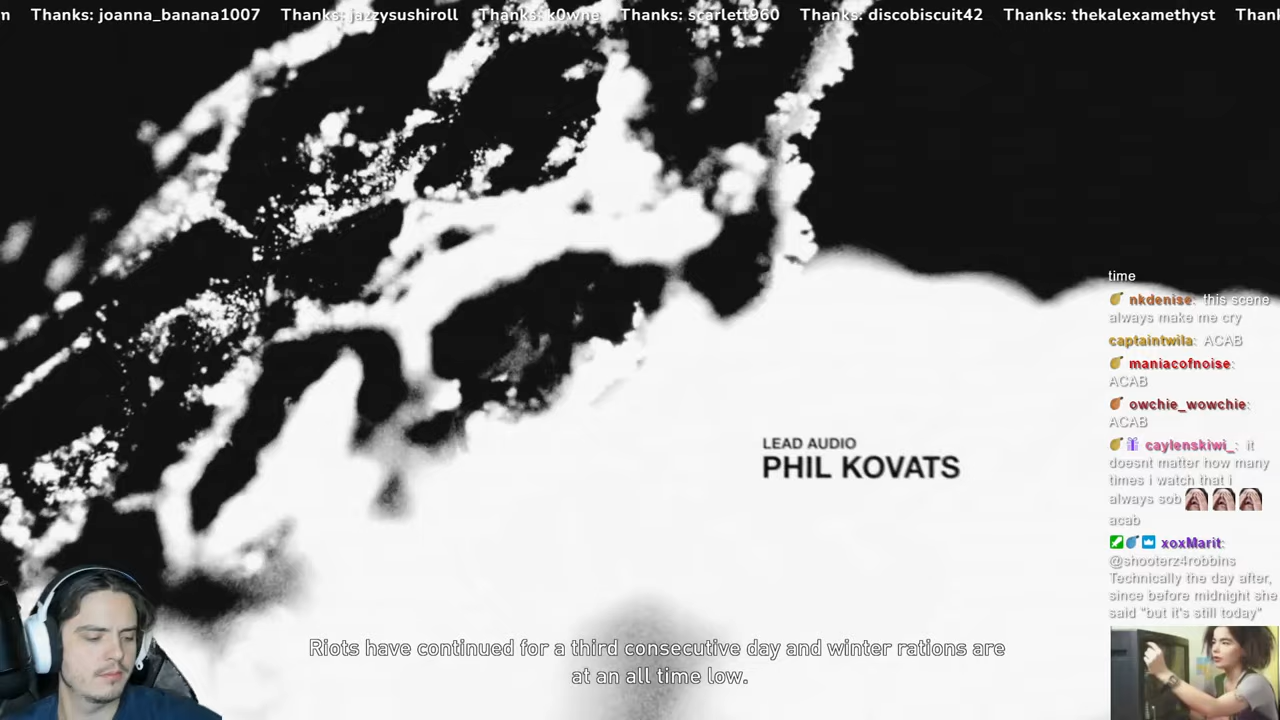 m Thanks: joanna_banana1007 Thanks: jazzysushiroll Thanks: k0wne Thanks: scarlett960 Thanks: discobiscuit42 Thanks: thekalexamethyst Than
time
nkdenise: this scene
always make me cry
captaintwila: ACAB
maniacofnoise:
ACAB
owchie_wowchie:
ACAB
caylenskiwi_: it
doesnt matter how many
times i watch that i
always sob
acab
xoxMarit:
@shooterz4robbins
Technically the day after,
since before midnight she
said "but it's still today"
LEAD AUDIO
PHIL KOVATS
Riots have continued for a third consecutive day and winter rations are
at an all time low.